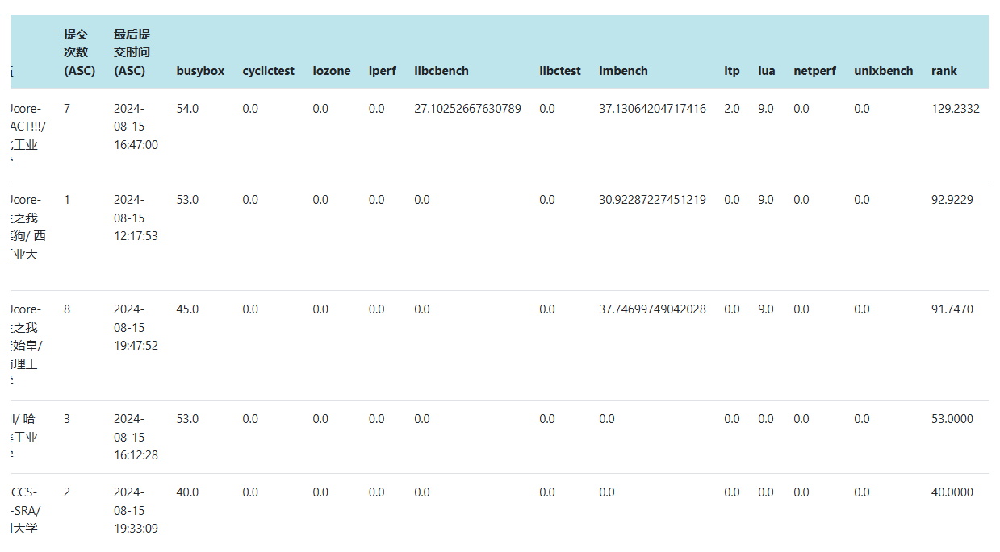 提交 最后提
次数 交时间
(ASC) (ASC) busybox cyclictest iozone iperf libcbench libctest lmbench ltp lua netperf unixbench rank
core- 7 2024- 54.0 0.0 0.0 0.0 27.10252667630789 0.0 37.13064204717416 2.0 9.0 0.0 0.0 129.2332
ACT!!!/ 08-15
工业 16:47:00
core- 1 2024- 53.0 0.0 0.0 0.0 0.0 0.0 30.92287227451219 0.0 9.0 0.0 0.0 92.9229
之我 08-15
狗/ 西 12:17:53
业大
core- 8 2024- 45.0 0.0 0.0 0.0 0.0 0.0 37.74699749042028 0.0 9.0 0.0 0.0 91.7470
之我 08-15
始皇/ 19:47:52
理工
/ 哈 3 2024- 53.0 0.0 0.0 0.0 0.0 0.0 0.0 0.0 0.0 0.0 0.0 53.0000
工业 08-15
16:12:28
CCS- 2 2024- 40.0 0.0 0.0 0.0 0.0 0.0 0.0 0.0 0.0 0.0 0.0 40.0000
-SRA/ 08-15
大学 19:33:09